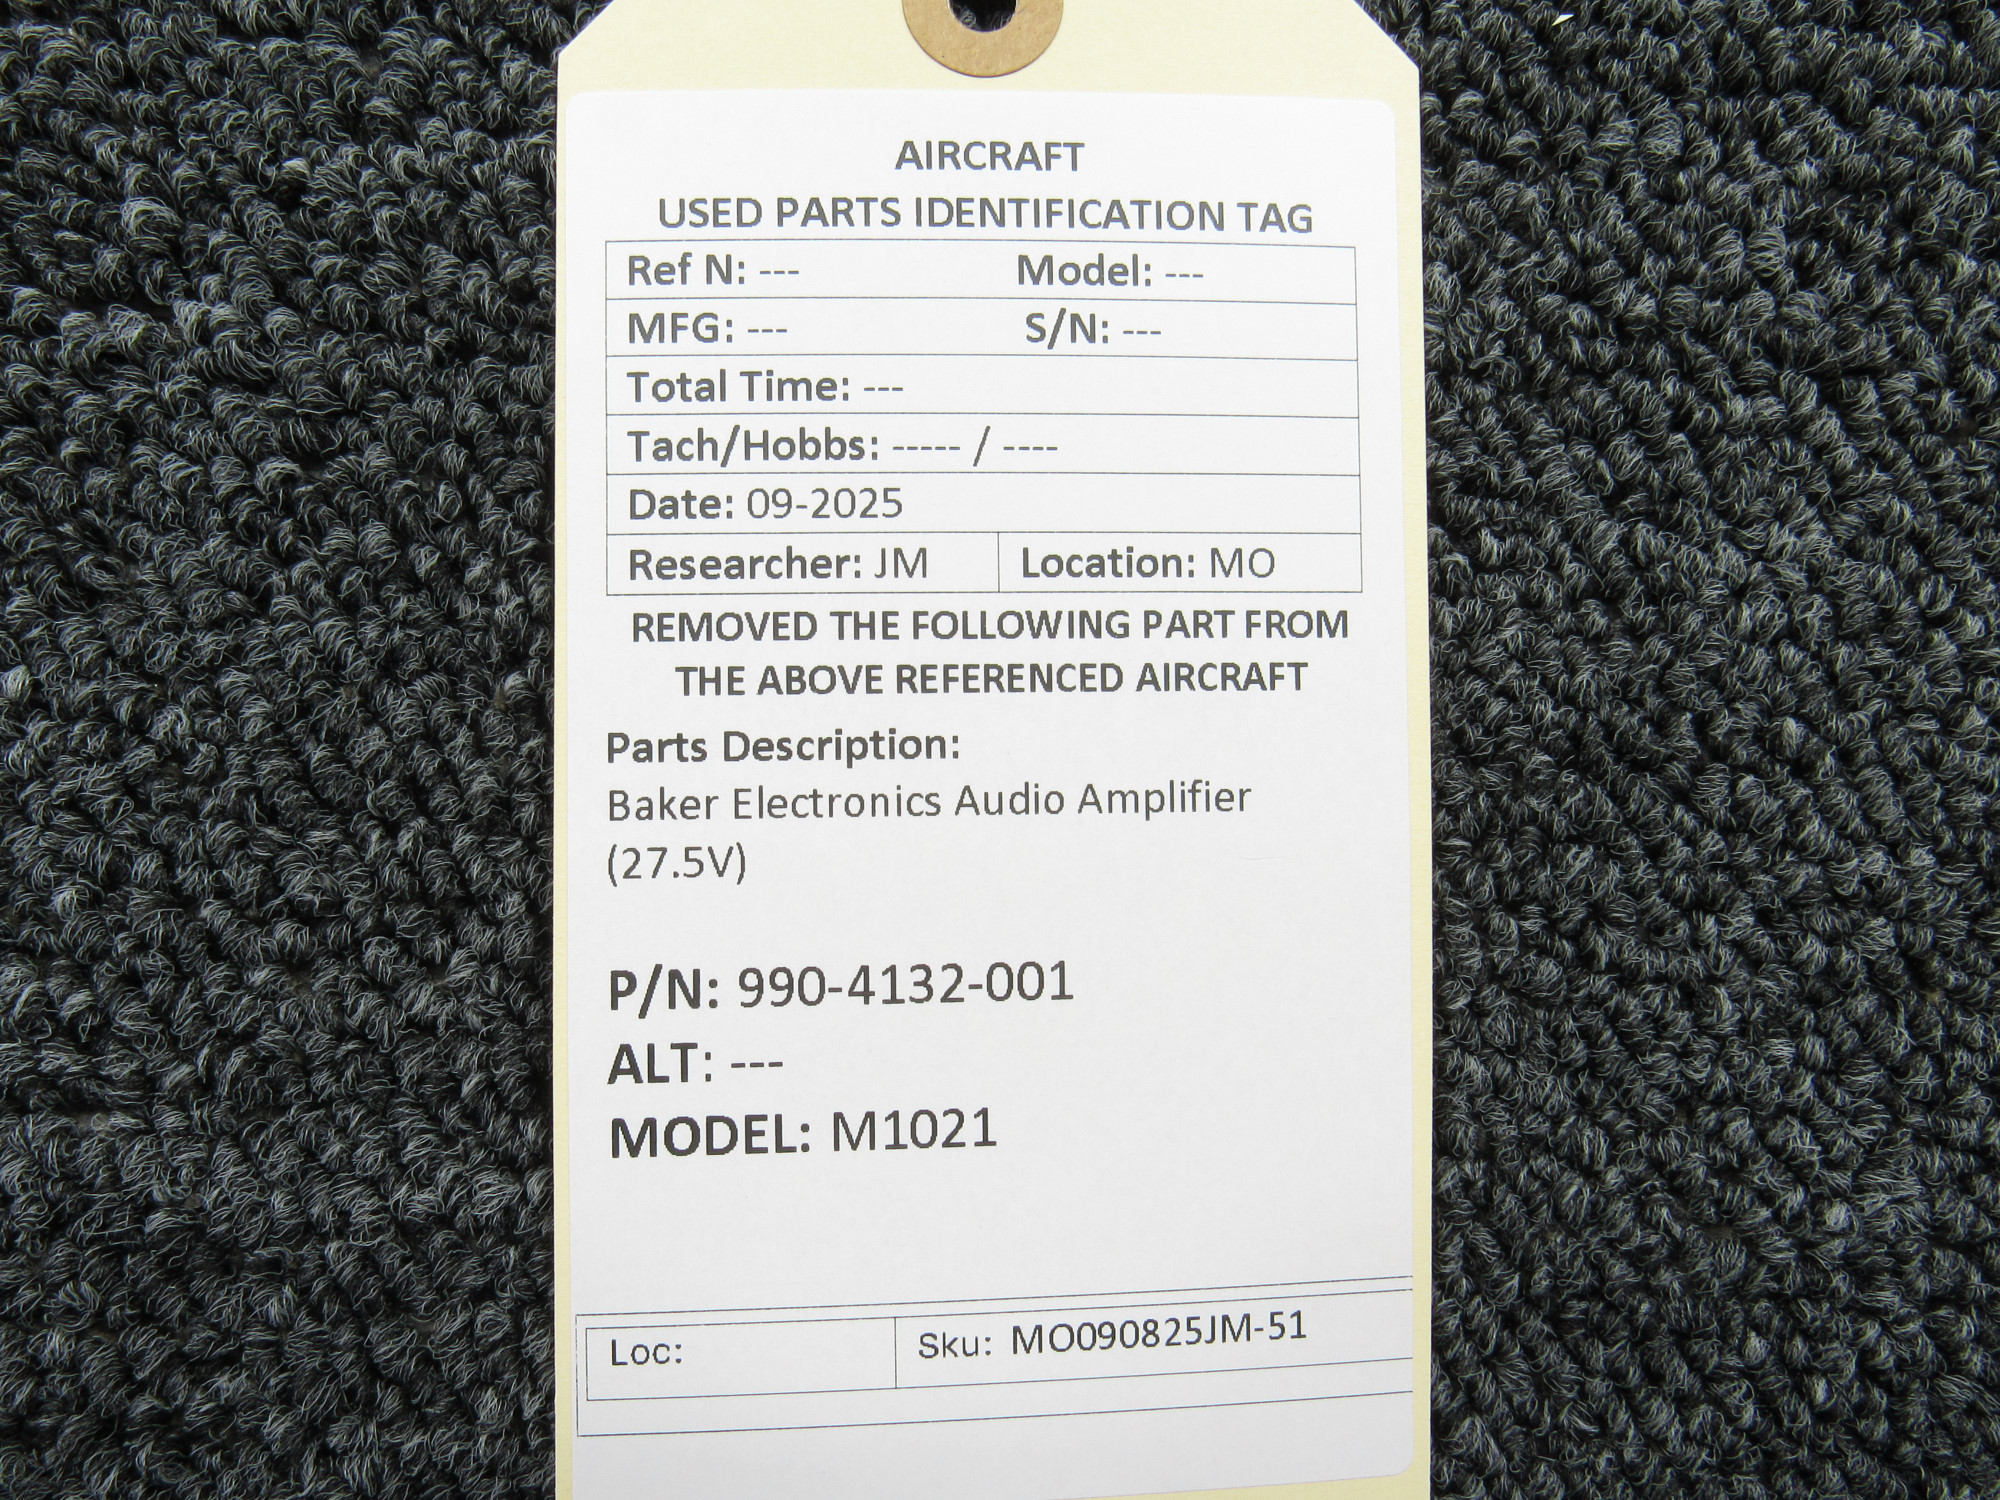 AIRCRAFT
USED PARTS IDENTIFICATION TAG
Ref N: --- Model: ---
MFG: --- S/N: ---
Total Time: ---
Tach/Hobbs: ----- / ----
Date: 09-2025
Researcher: JM Location: MO
REMOVED THE FOLLOWING PART FROM
THE ABOVE REFERENCED AIRCRAFT
Parts Description:
Baker Electronics Audio Amplifier
(27.5V)
P/N: 990-4132-001
ALT: ---
MODEL: M1021
Loc: Sku: MO090825JM-51